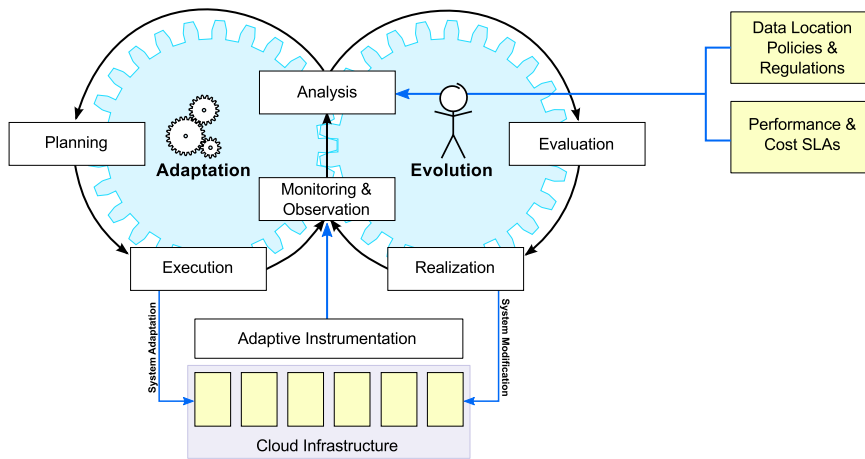 Data Location
Policies &
Regulations
Analysis
Performance &
Cost SLAs
Planning
Evaluation
Adaptation
Evolution
Monitoring &
Observation
Execution
Realization
System Adaptation
System Modification
Adaptive Instrumentation
Cloud Infrastructure